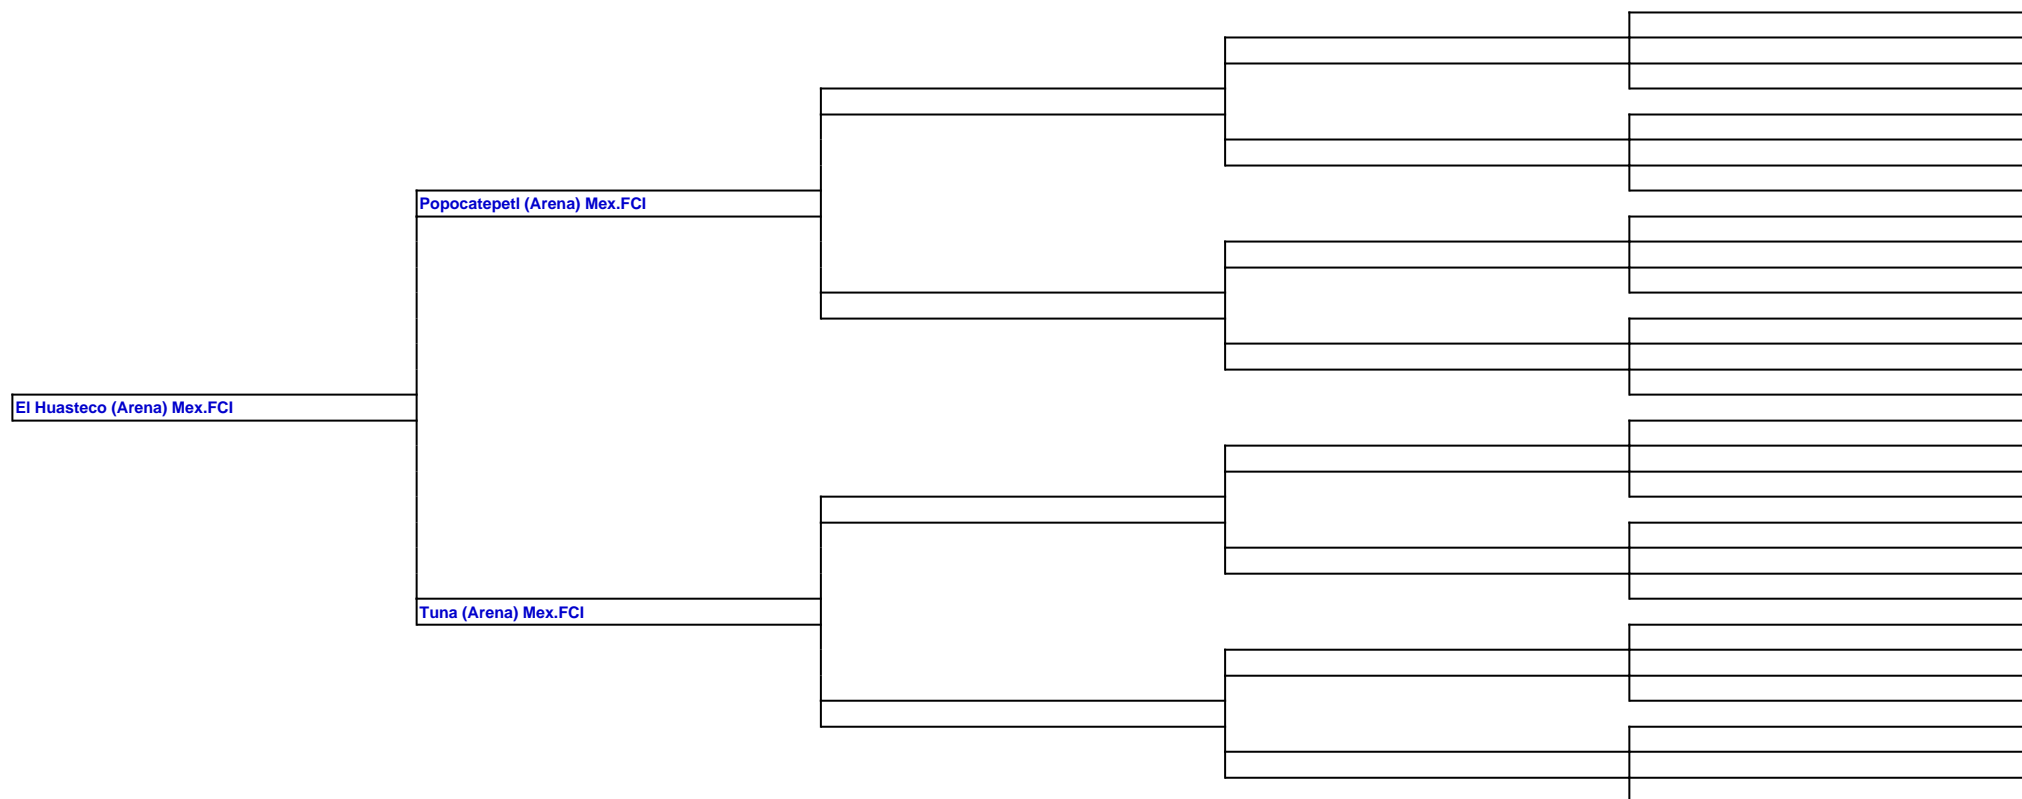 Popocatepetl (Arena) Mex.FCI
El Huasteco (Arena) Mex.FCI
Tuna (Arena) Mex.FCI